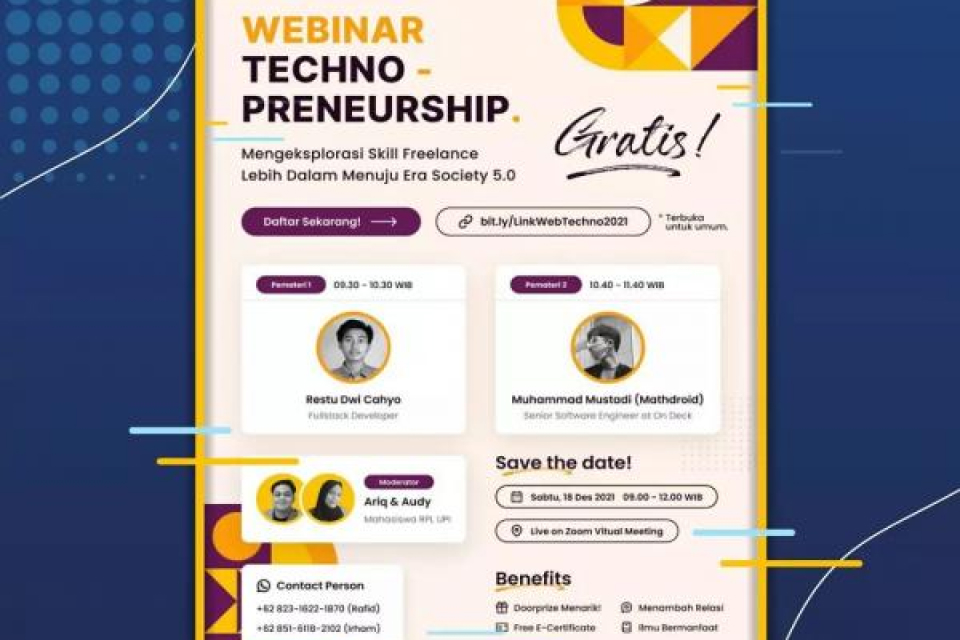 WEBINAR
TECHNO -
PRENEURSHIP.
Gratis!
Mengeksplorasi Skill Freelance
Lebih Dalam Menuju Era Society 5.0
Daftar Sekarang!
bit.ly/LinkWebTechno2021
* Terbuka
untuk umum.
Pemateri 1 09.30 - 10.30 WIB
Restu Dwi Cahyo
Fullstack Developer
Pemateri 2 10.40 - 11.40 WIB
Muhammad Mustadi (Mathdroid)
Senior Software Engineer at On Deck
Moderator
Ariq & Audy
Mahasiswa RPL UPI
Save the date!
Sabtu, 18 Des 2021 09.00 - 12.00 WIB
Live on Zoom Vitual Meeting
Contact Person
+62 823-1622-1870 (Rafid)
+62 851-6118-2102 (Irham)
Benefits
Doorprize Menarik!
Menambah Relasi
Free E-Certificate
Ilmu Bermanfaat